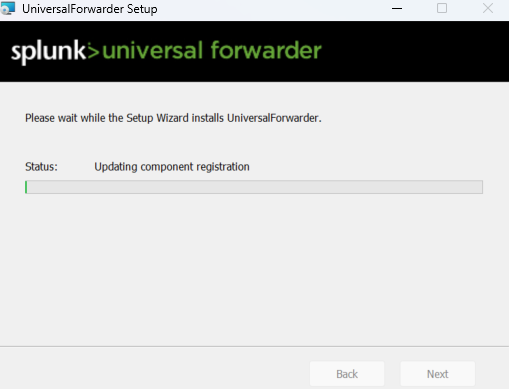 UniversalForwarder Setup
splunk>universal forwarder
Please wait while the Setup Wizard installs UniversalForwarder.
Status: Updating component registration
Back Next